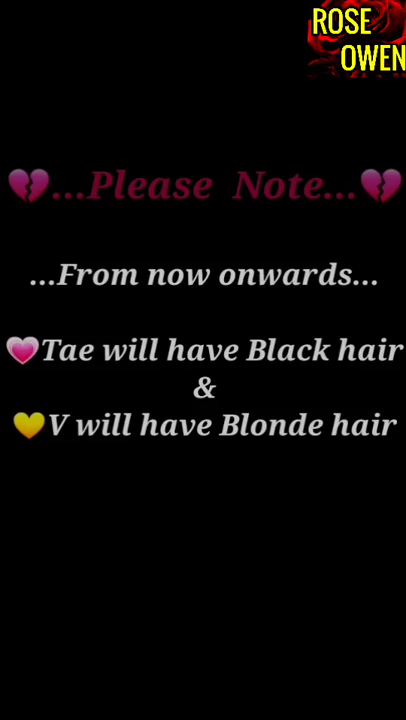 ROSE
OWEN
💔...Please Note...💔
...From now onwards...
💗Tae will have Black hair
&
💛V will have Blonde hair